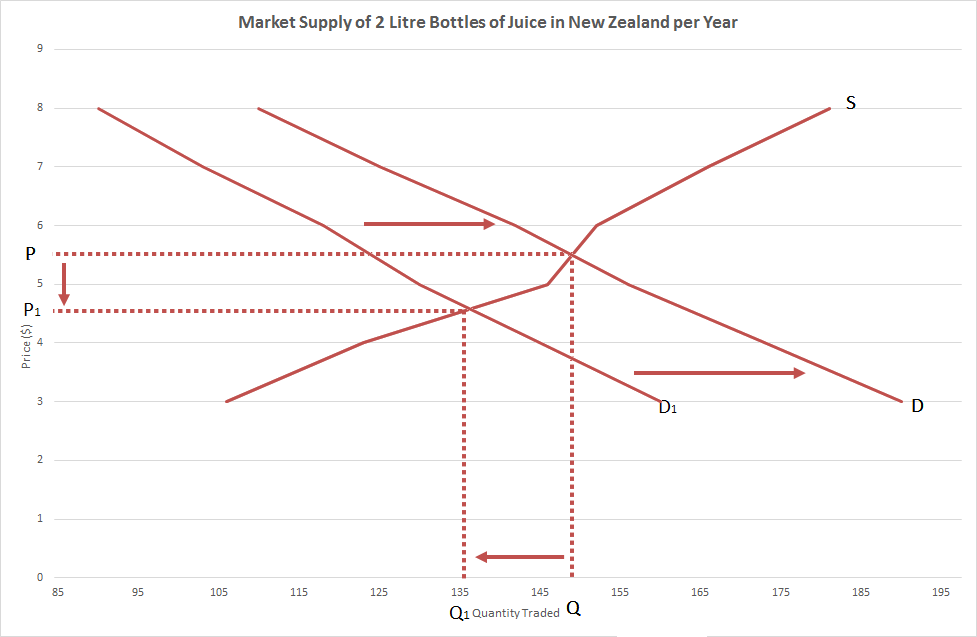 Market Supply of 2 Litre Bottles of Juice in New Zealand per Year
9
8
S
7
6
P
5
P1
Price ($)
4
3
D1
D
2
1
0
85 95 105 115 125 135 145 155 165 175 185 195
Q1 Quantity Traded Q